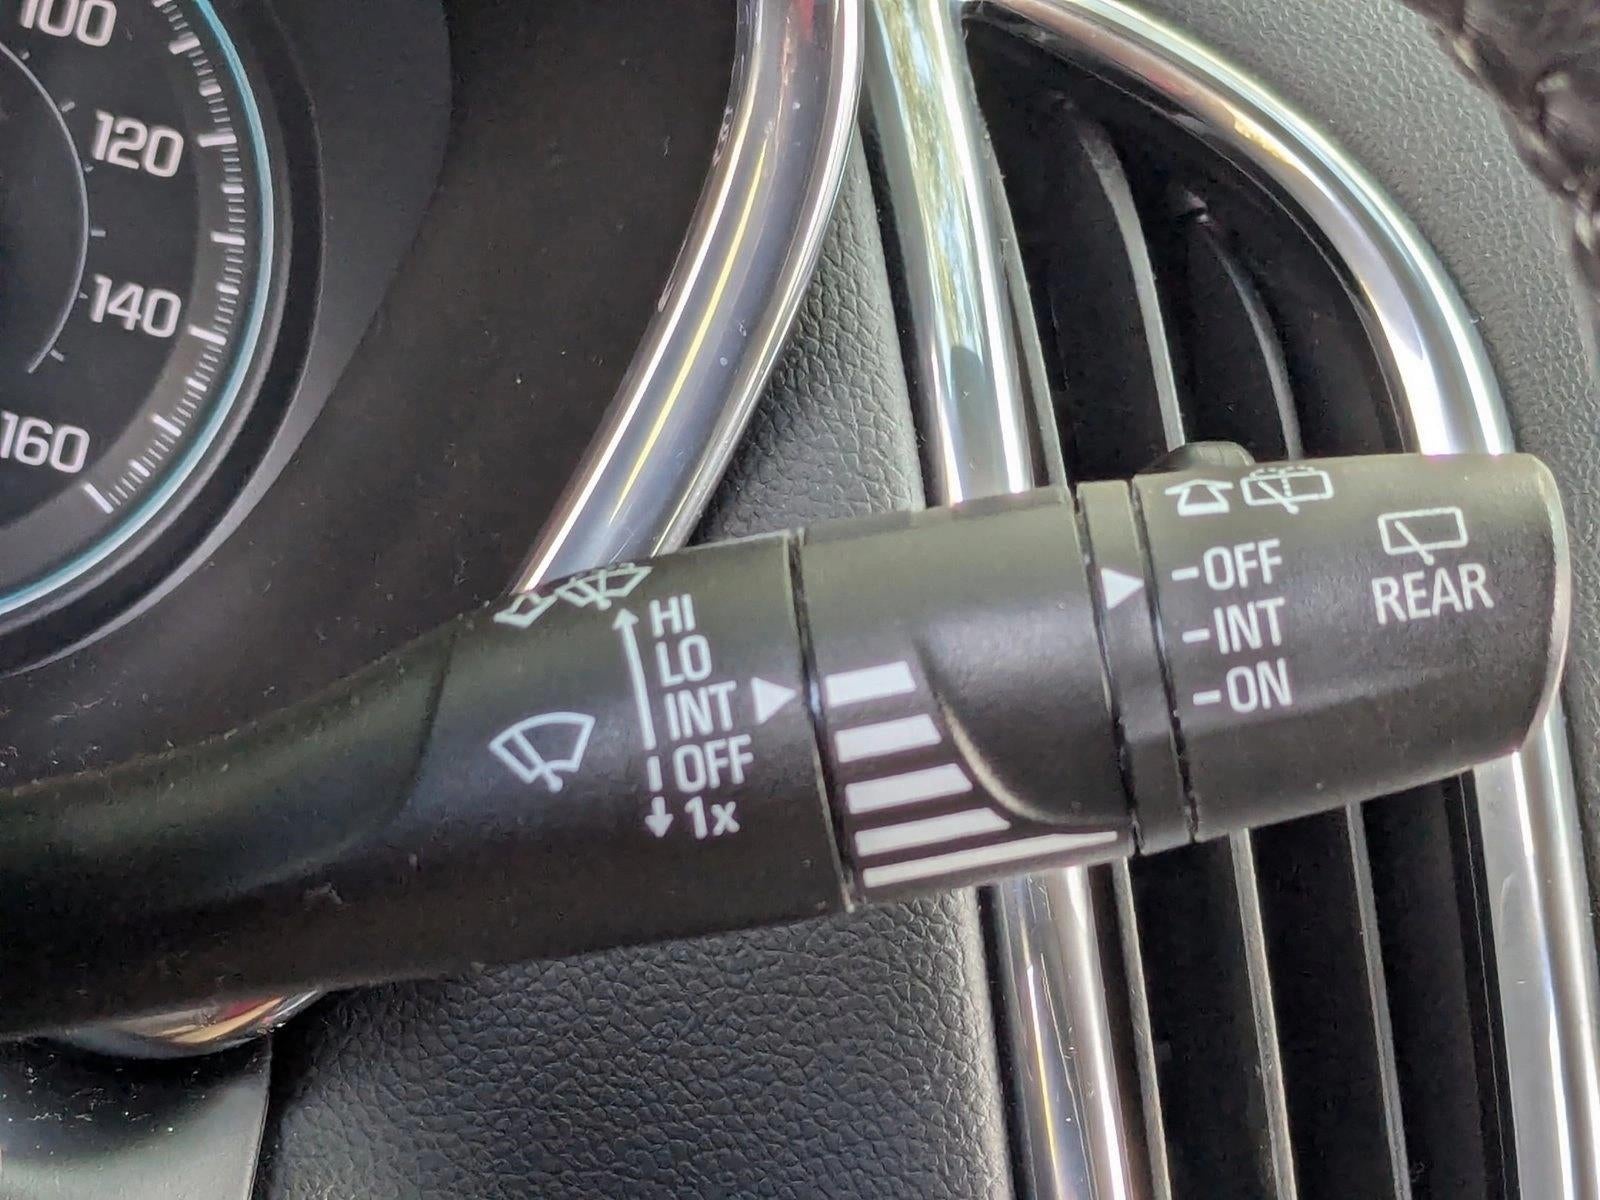 100
120
140
160
HI
LO
INT
OFF
1x
-OFF
-INT
-ON
REAR